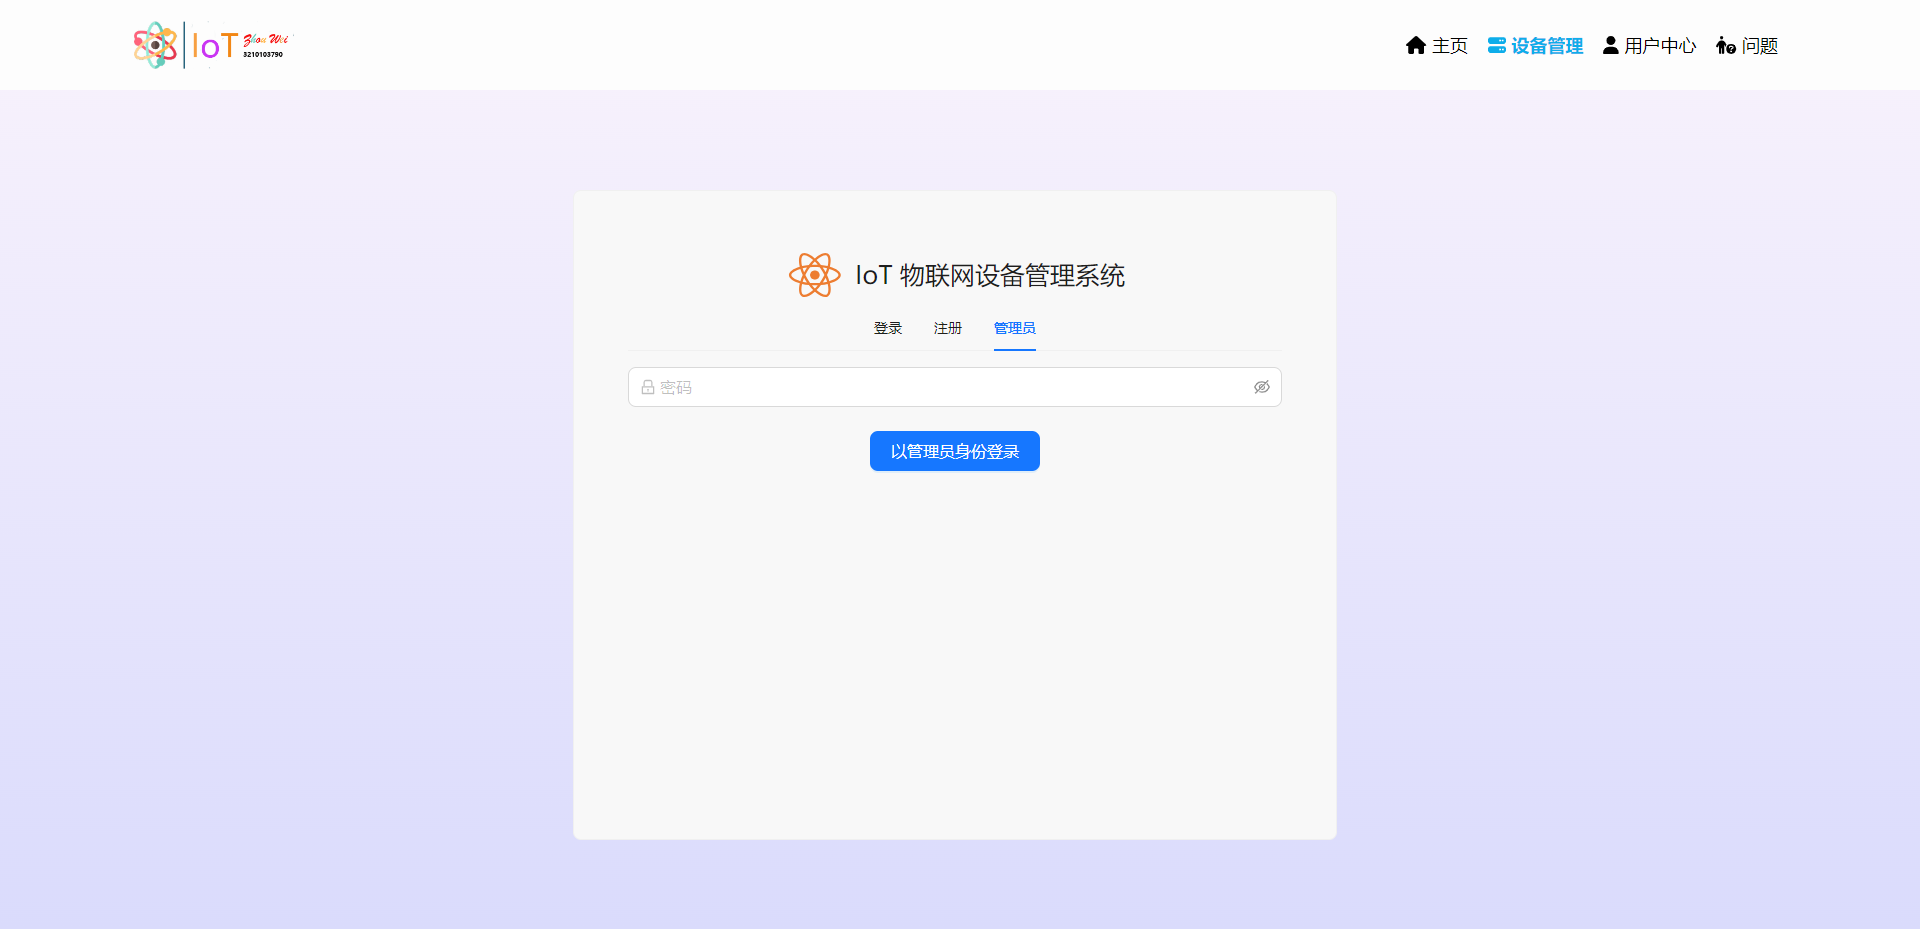 IoT Zhou Wei
3210103790
主页 设备管理 用户中心 问题
IoT 物联网设备管理系统
登录 注册 管理员
密码
以管理员身份登录